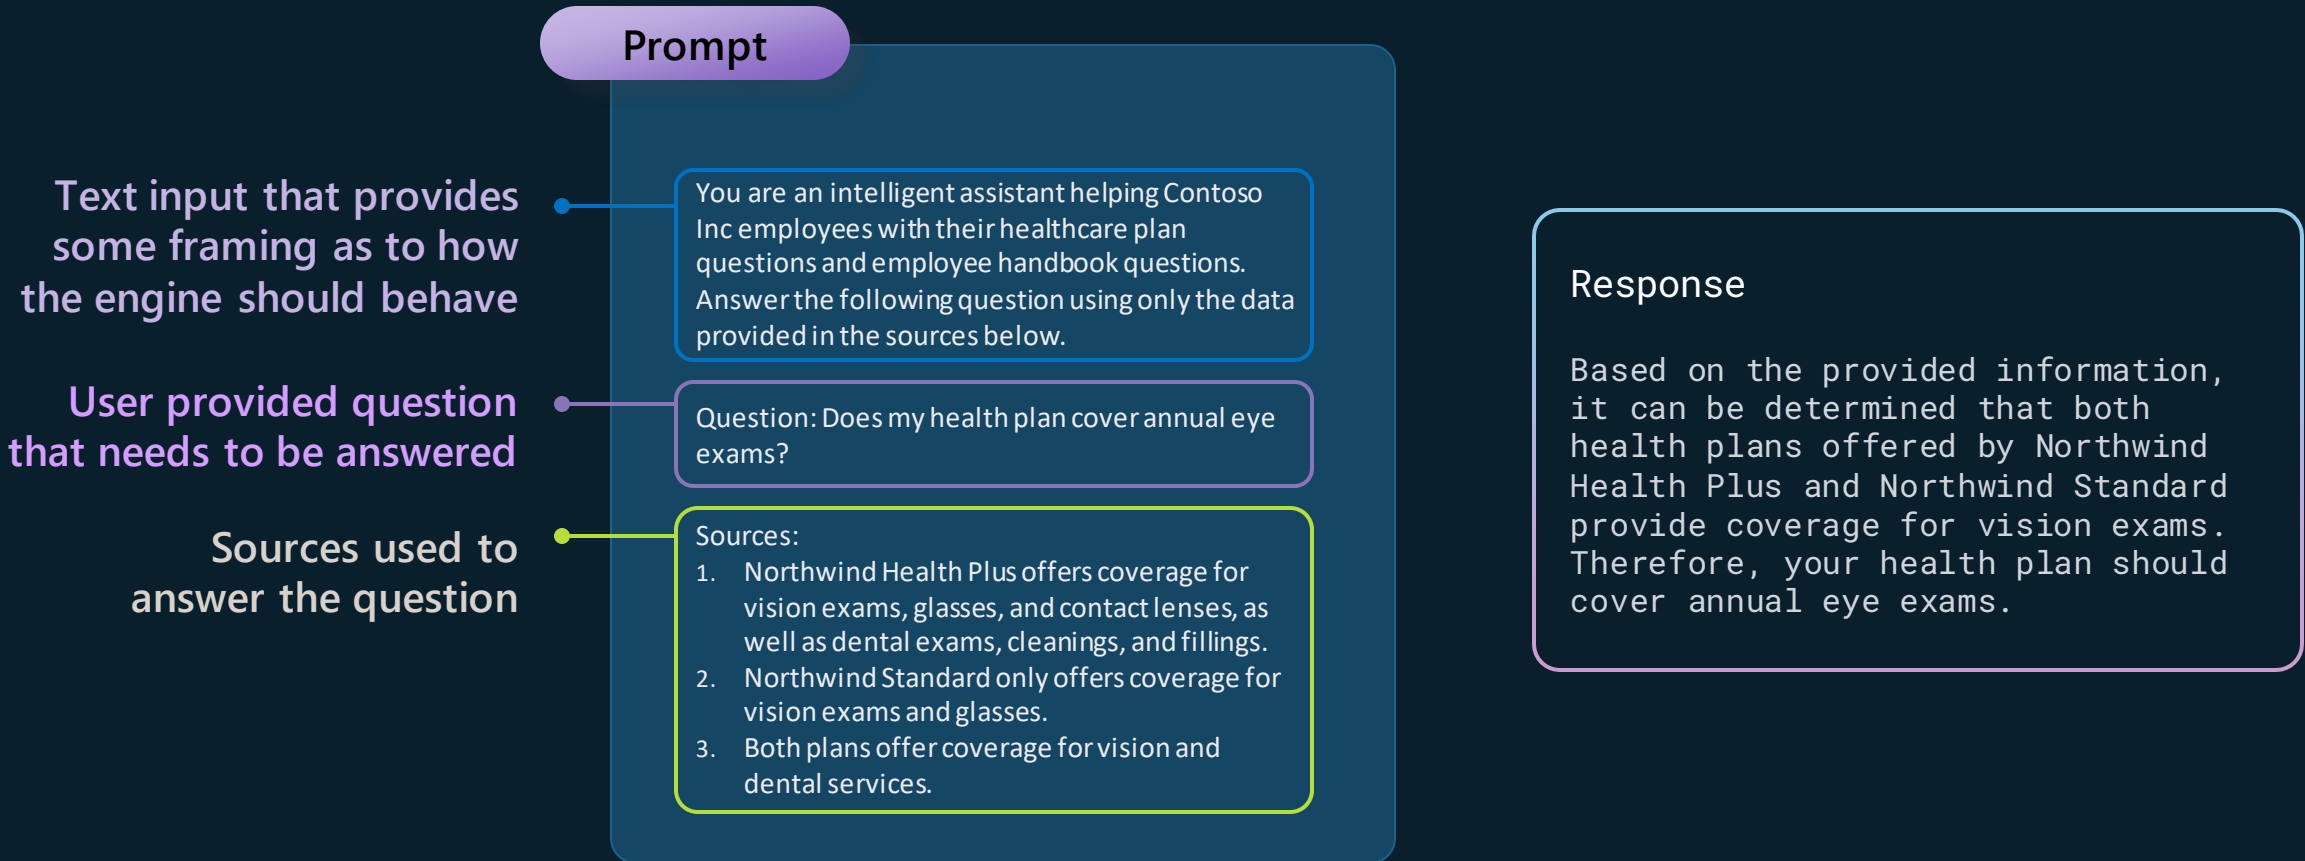 Prompt
Text input that provides
some framing as to how
the engine should behave
You are an intelligent assistant helping Contoso
Inc employees with their healthcare plan
questions and employee handbook questions.
Answer the following question using only the data
provided in the sources below.
User provided question
that needs to be answered
Question: Does my health plan cover annual eye
exams?
Sources used to
answer the question
Sources:
1. Northwind Health Plus offers coverage for
vision exams, glasses, and contact lenses, as
well as dental exams, cleanings, and fillings.
2. Northwind Standard only offers coverage for
vision exams and glasses.
3. Both plans offer coverage for vision and
dental services.
Response
Based on the provided information,
it can be determined that both
health plans offered by Northwind
Health Plus and Northwind Standard
provide coverage for vision exams.
Therefore, your health plan should
cover annual eye exams.